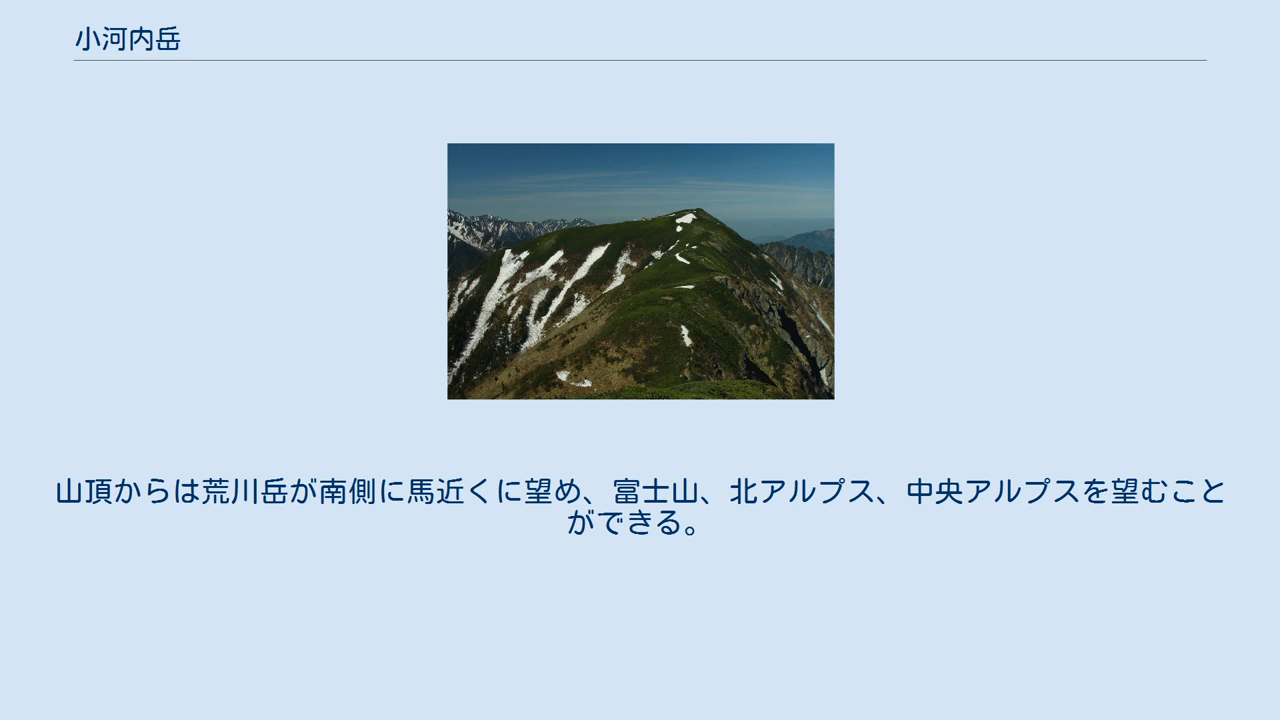 小河内岳
山頂からは荒川岳が南側に馬近くに望め、富士山、北アルプス、中央アルプスを望むこと
ができる。